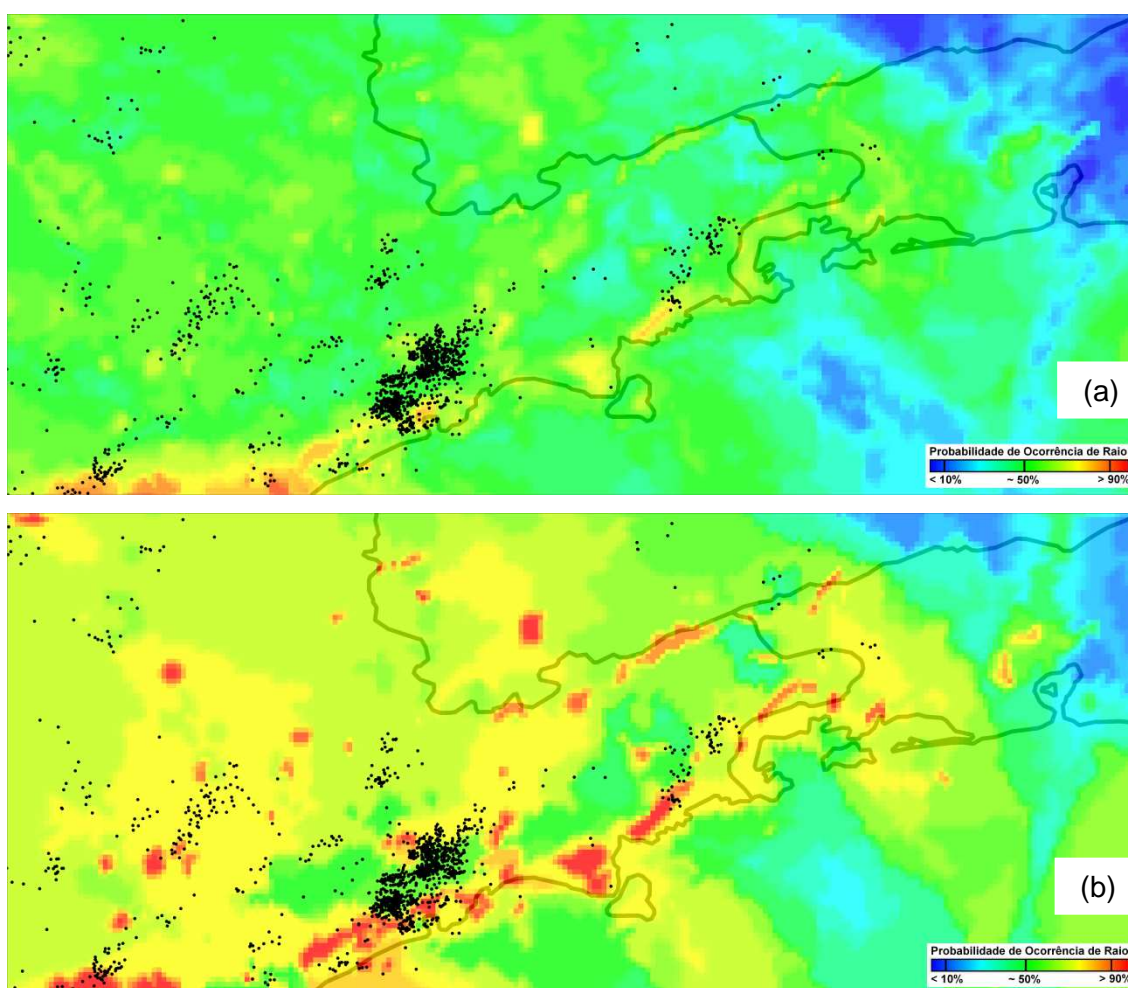 (a)
Probabilidade de Ocorrência de Raio
< 10% ~ 50% > 90%
(b)
Probabilidade de Ocorrência de Raio
< 10% ~ 50% > 90%